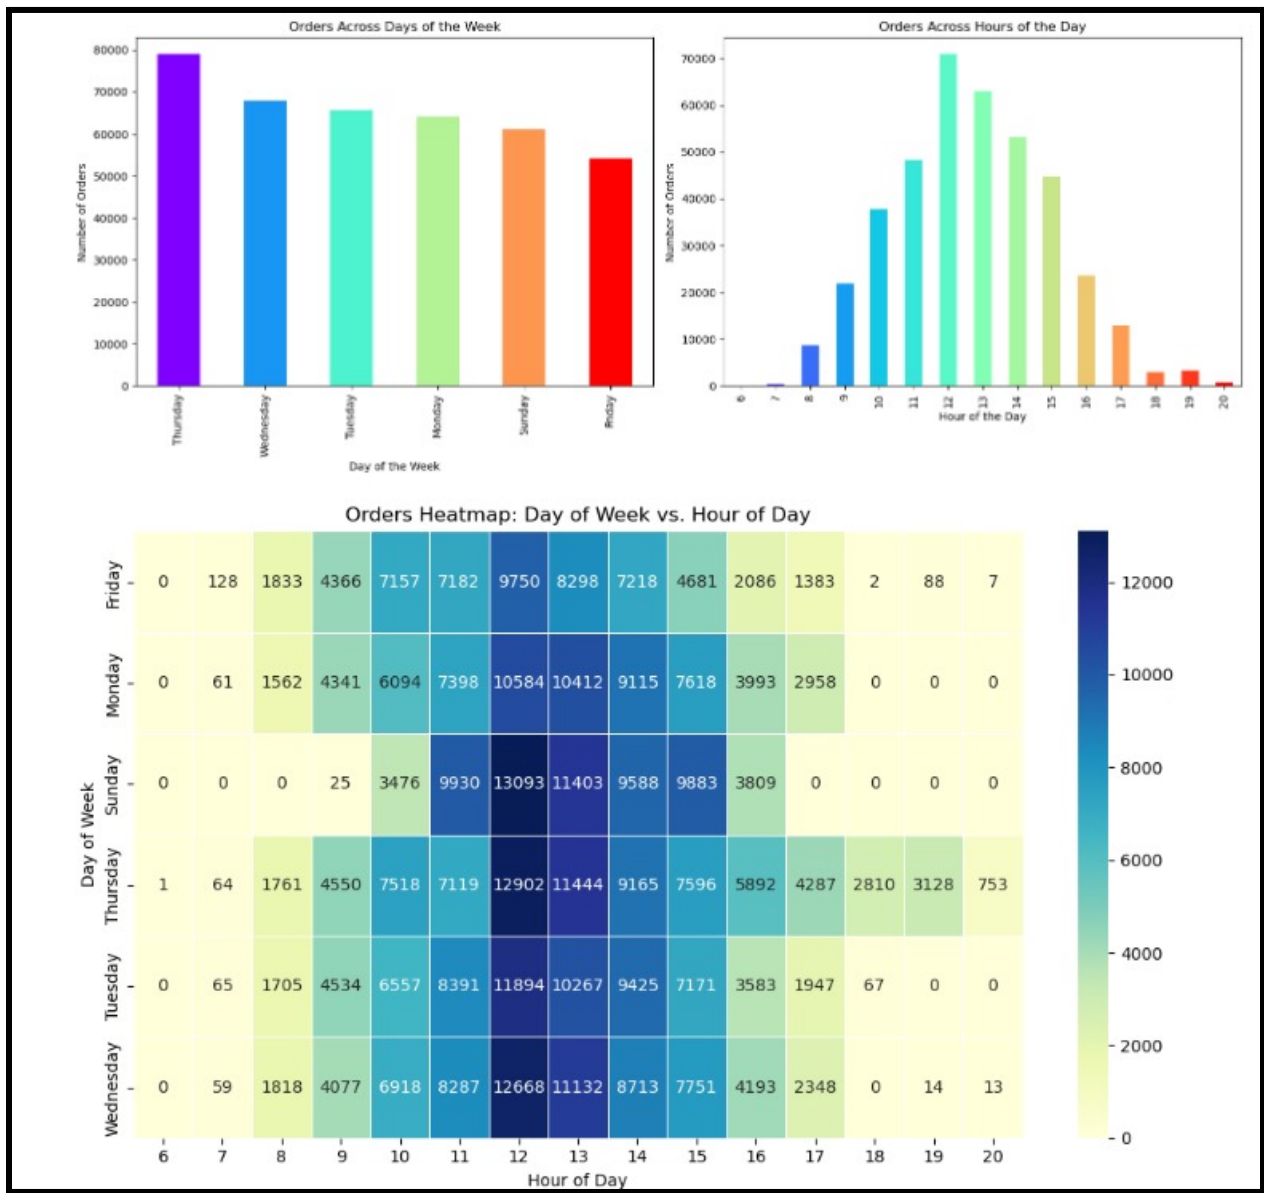 Orders Across Days of the Week
Number of Orders
80000
70000
60000
50000
40000
30000
20000
10000
0
Thursday
Wednesday
Tuesday
Monday
Sunday
Friday
Day of the Week
Orders Across Hours of the Day
Number of Orders
70000
60000
50000
40000
30000
20000
10000
0
6 7 8 9 10 11 12 13 14 15 16 17 18 19 20
Hour of the Day
Orders Heatmap: Day of Week vs. Hour of Day
Day of Week
Friday 0 128 1833 4366 7157 7182 9750 8298 7218 4681 2086 1383 2 88 7
Monday 0 61 1562 4341 6094 7398 10584 10412 9115 7618 3993 2958 0 0 0
Sunday 0 0 0 25 3476 9930 13093 11403 9588 9883 3809 0 0 0 0
Thursday 1 64 1761 4550 7518 7119 12902 11444 9165 7596 5892 4287 2810 3128 753
Tuesday 0 65 1705 4534 6557 8391 11894 10267 9425 7171 3583 1947 67 0 0
Wednesday 0 59 1818 4077 6918 8287 12668 11132 8713 7751 4193 2348 0 14 13
6 7 8 9 10 11 12 13 14 15 16 17 18 19 20
Hour of Day
12000
10000
8000
6000
4000
2000
0